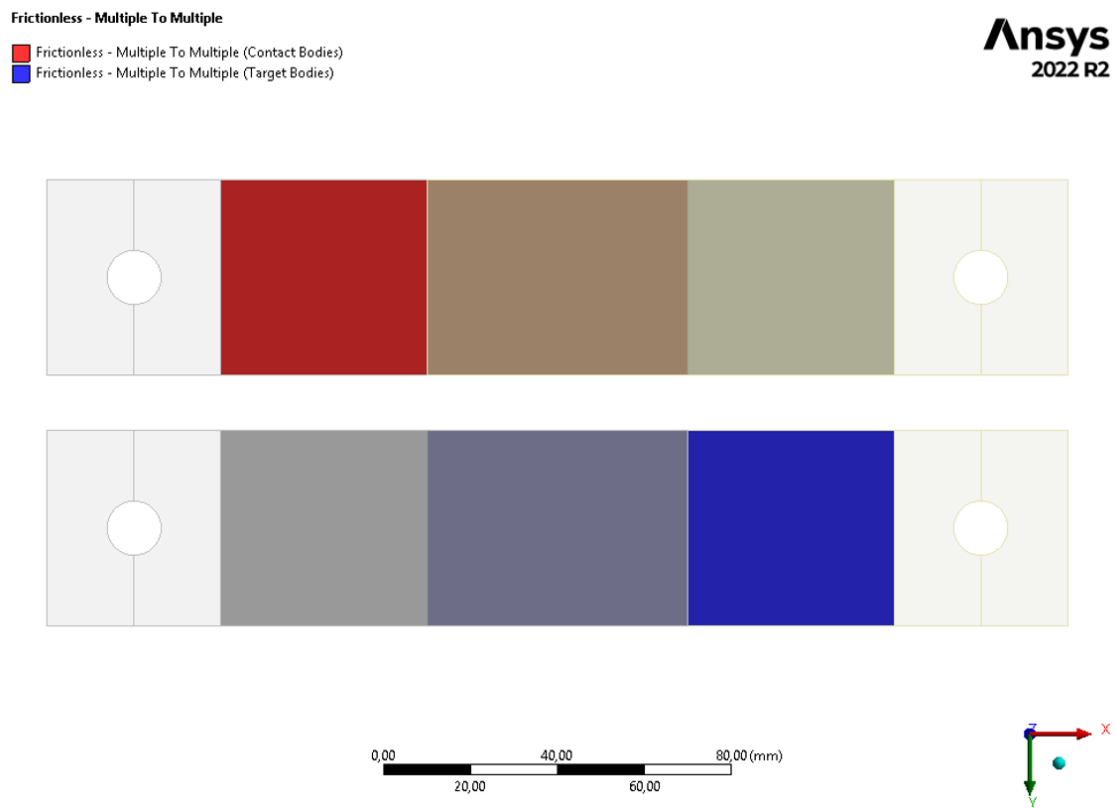 Frictionless - Multiple To Multiple
Frictionless - Multiple To Multiple (Contact Bodies)
Frictionless - Multiple To Multiple (Target Bodies)
Ansys
2022 R2
0,00
40,00
80,00 (mm)
20,00
60,00
Z
X
Y